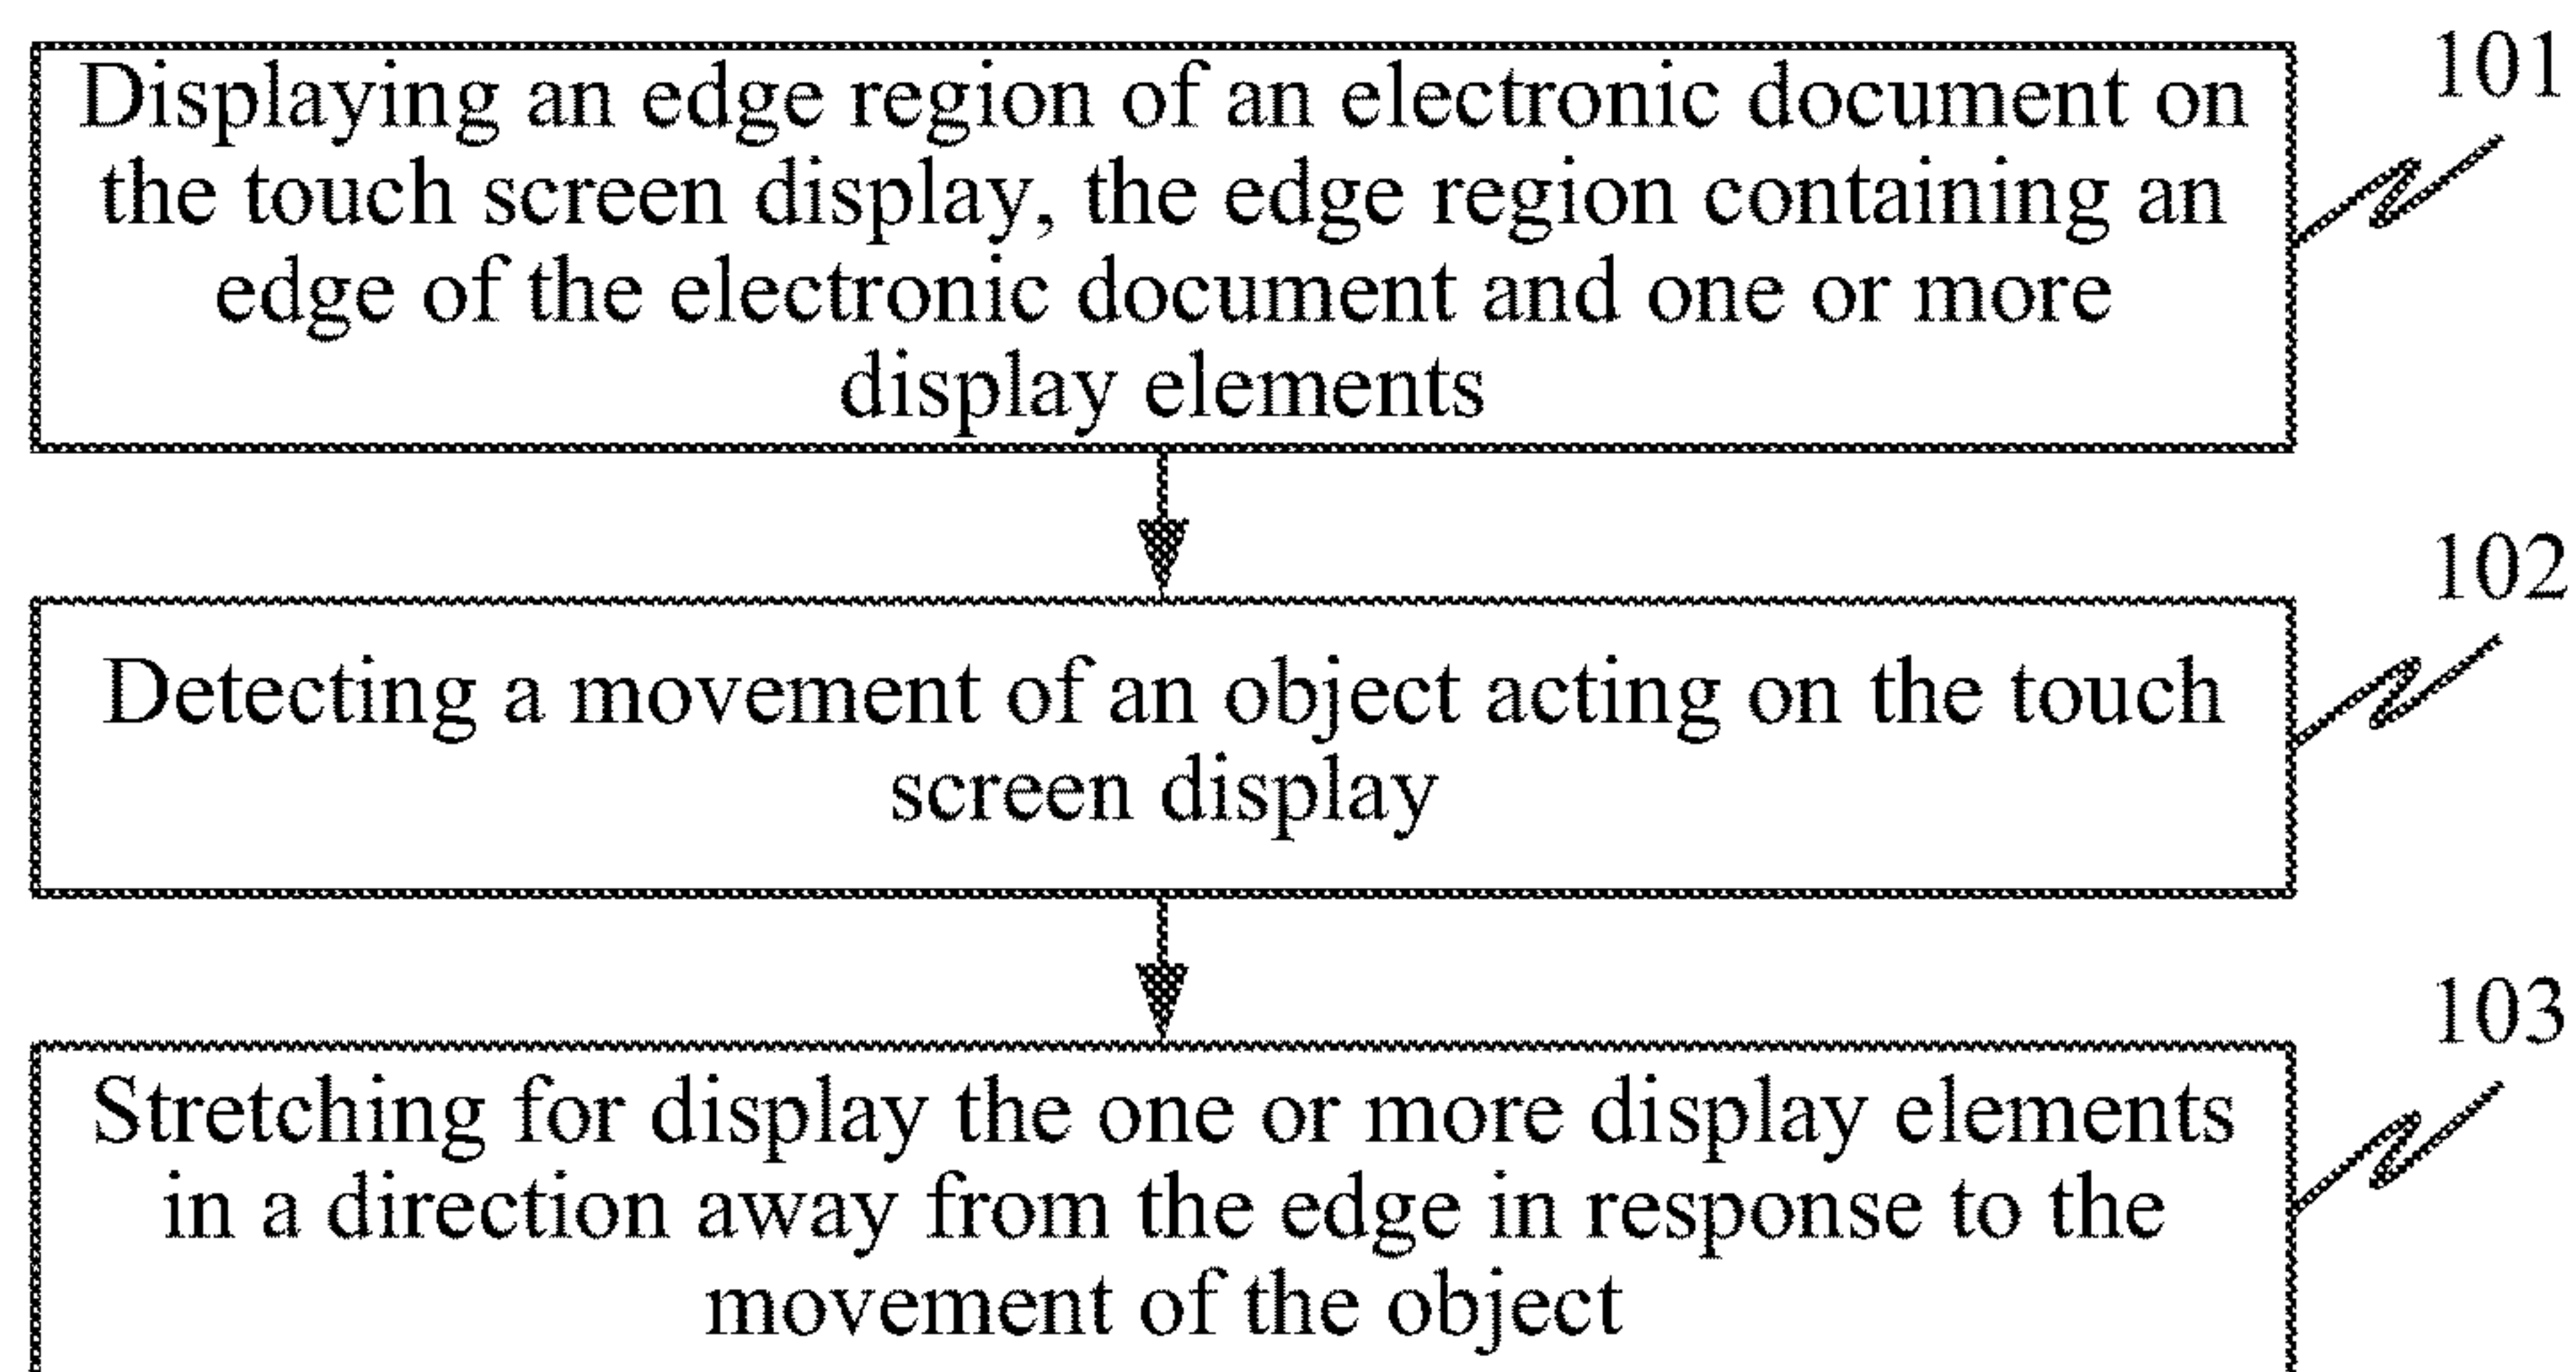 101
Displaying an edge region of an electronic document on
the touch screen display, the edge region containing an
edge of the electronic document and one or more
display elements
102
Detecting a movement of an object acting on the touch
screen display
103
Stretching for display the one or more display elements
in a direction away from the edge in response to the
movement of the object